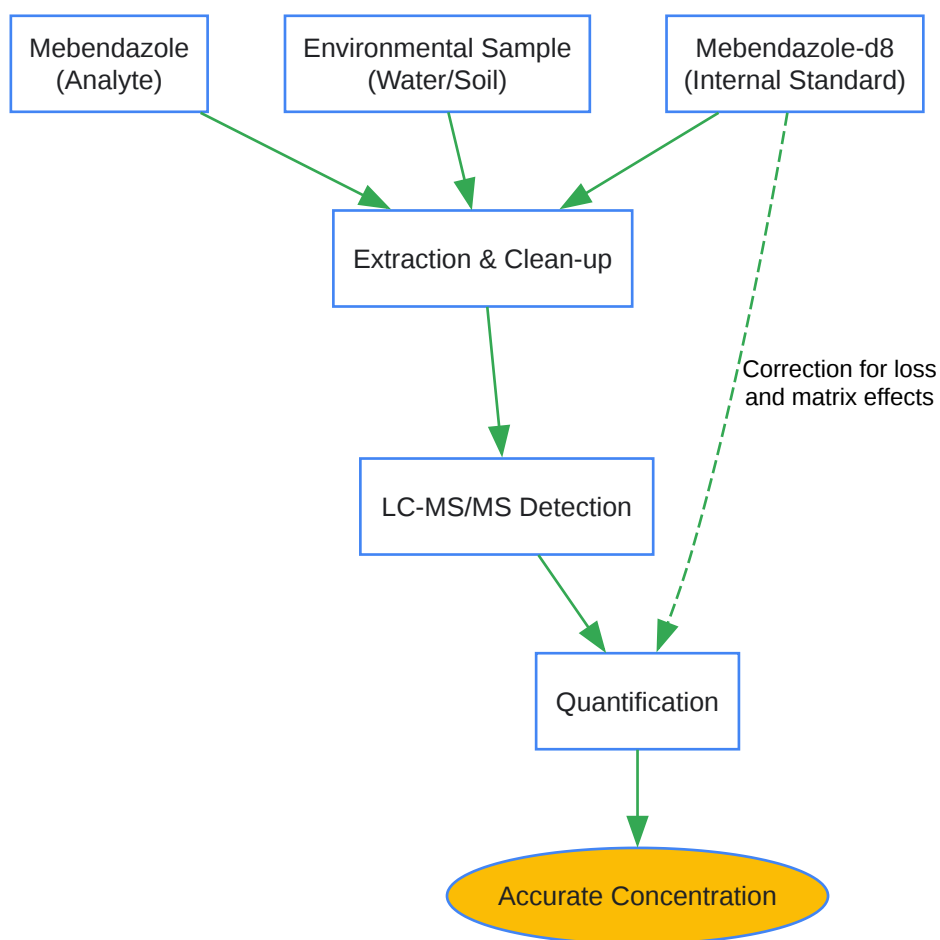 Mebendazole
(Analyte)
Environmental Sample
(Water/Soil)
Mebendazole-d8
(Internal Standard)
Extraction & Clean-up
Correction for loss
and matrix effects
LC-MS/MS Detection
Quantification
Accurate Concentration